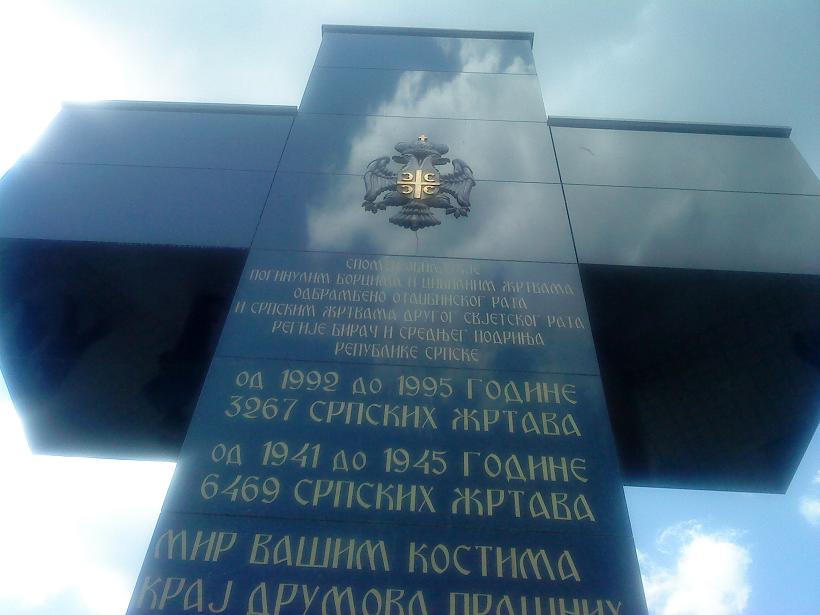 ПОГИНУЛИМ БОРЦИМА И ЦИВИЛНИМ ЖРТВАМА
ОДБРАМБЕНО ОТАЏБИНСКОГ РАТА
И СРПСКИМ ЖРТВАМА ДРУГОГ СВЈЕТСКОГ РАТА
РЕГИЈЕ БИРАЧ И СРЕДЊЕГ ПОДРИЊА
РЕПУБЛИКЕ СРПСКЕ
ОД 1992 ДО 1995 ГОДИНЕ
3267 СРПСКИХ ЖРТАВА
ОД 1941 ДО 1945 ГОДИНЕ
6469 СРПСКИХ ЖРТАВА
МИР ВАШИМ КОСТИМА
КРАЈ ДРУМОВА ПРАШНИХ